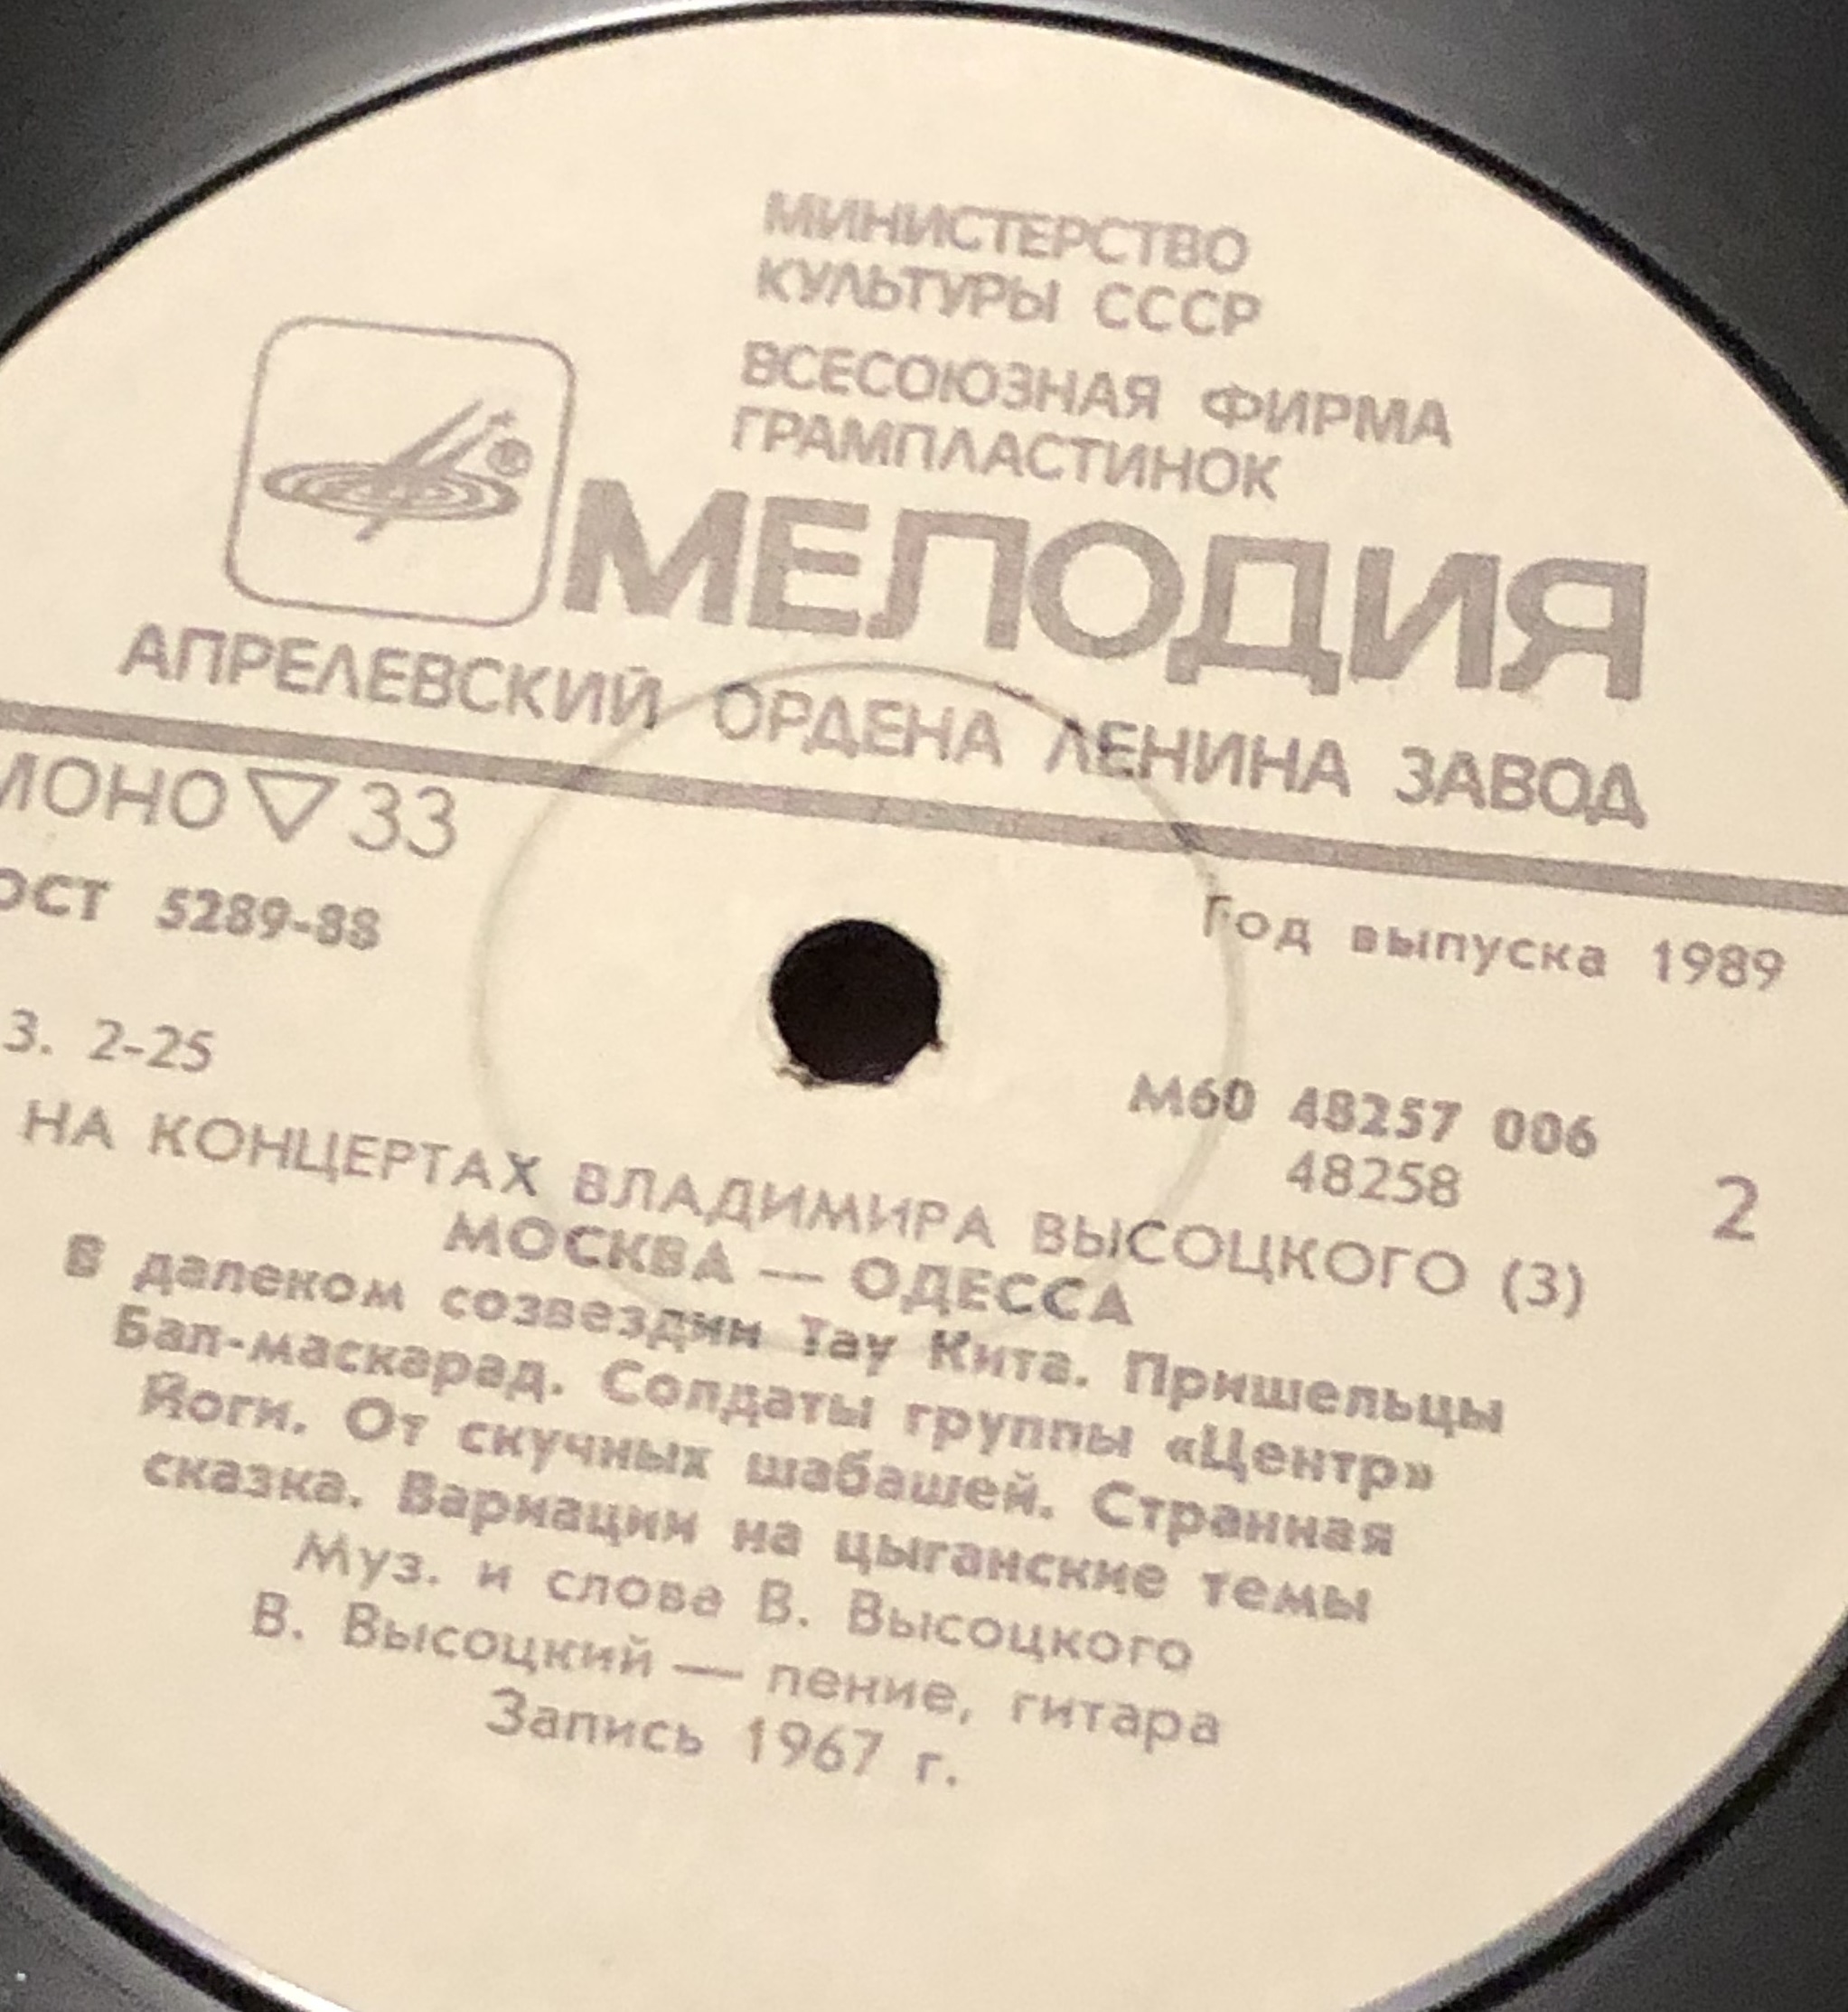 МИНИСТЕРСТВО
КУЛЬТУРЫ СССР
ВСЕСОЮЗНАЯ ФИРМА
ГРАМПЛАСТИНОК
МЕЛОДИЯ
АПРЕЛЕВСКИЙ ОРДЕНА ЛЕНИНА ЗАВОД
МОНО ▽ 33
ОСТ 5289-88
Год выпуска 1989
3. 2-25
М60 48257 006
48258
2
НА КОНЦЕРТАХ ВЛАДИМИРА ВЫСОЦКОГО (3)
МОСКВА — ОДЕССА
В далеком созвездии Тау Кита. Пришельцы
Бал-маскарад. Солдаты группы «Центр»
Йоги. От скучных шабашей. Странная
сказка. Вариации на цыганские темы
Муз. и слова В. Высоцкого
В. Высоцкий — пение, гитара
Запись 1967 г.